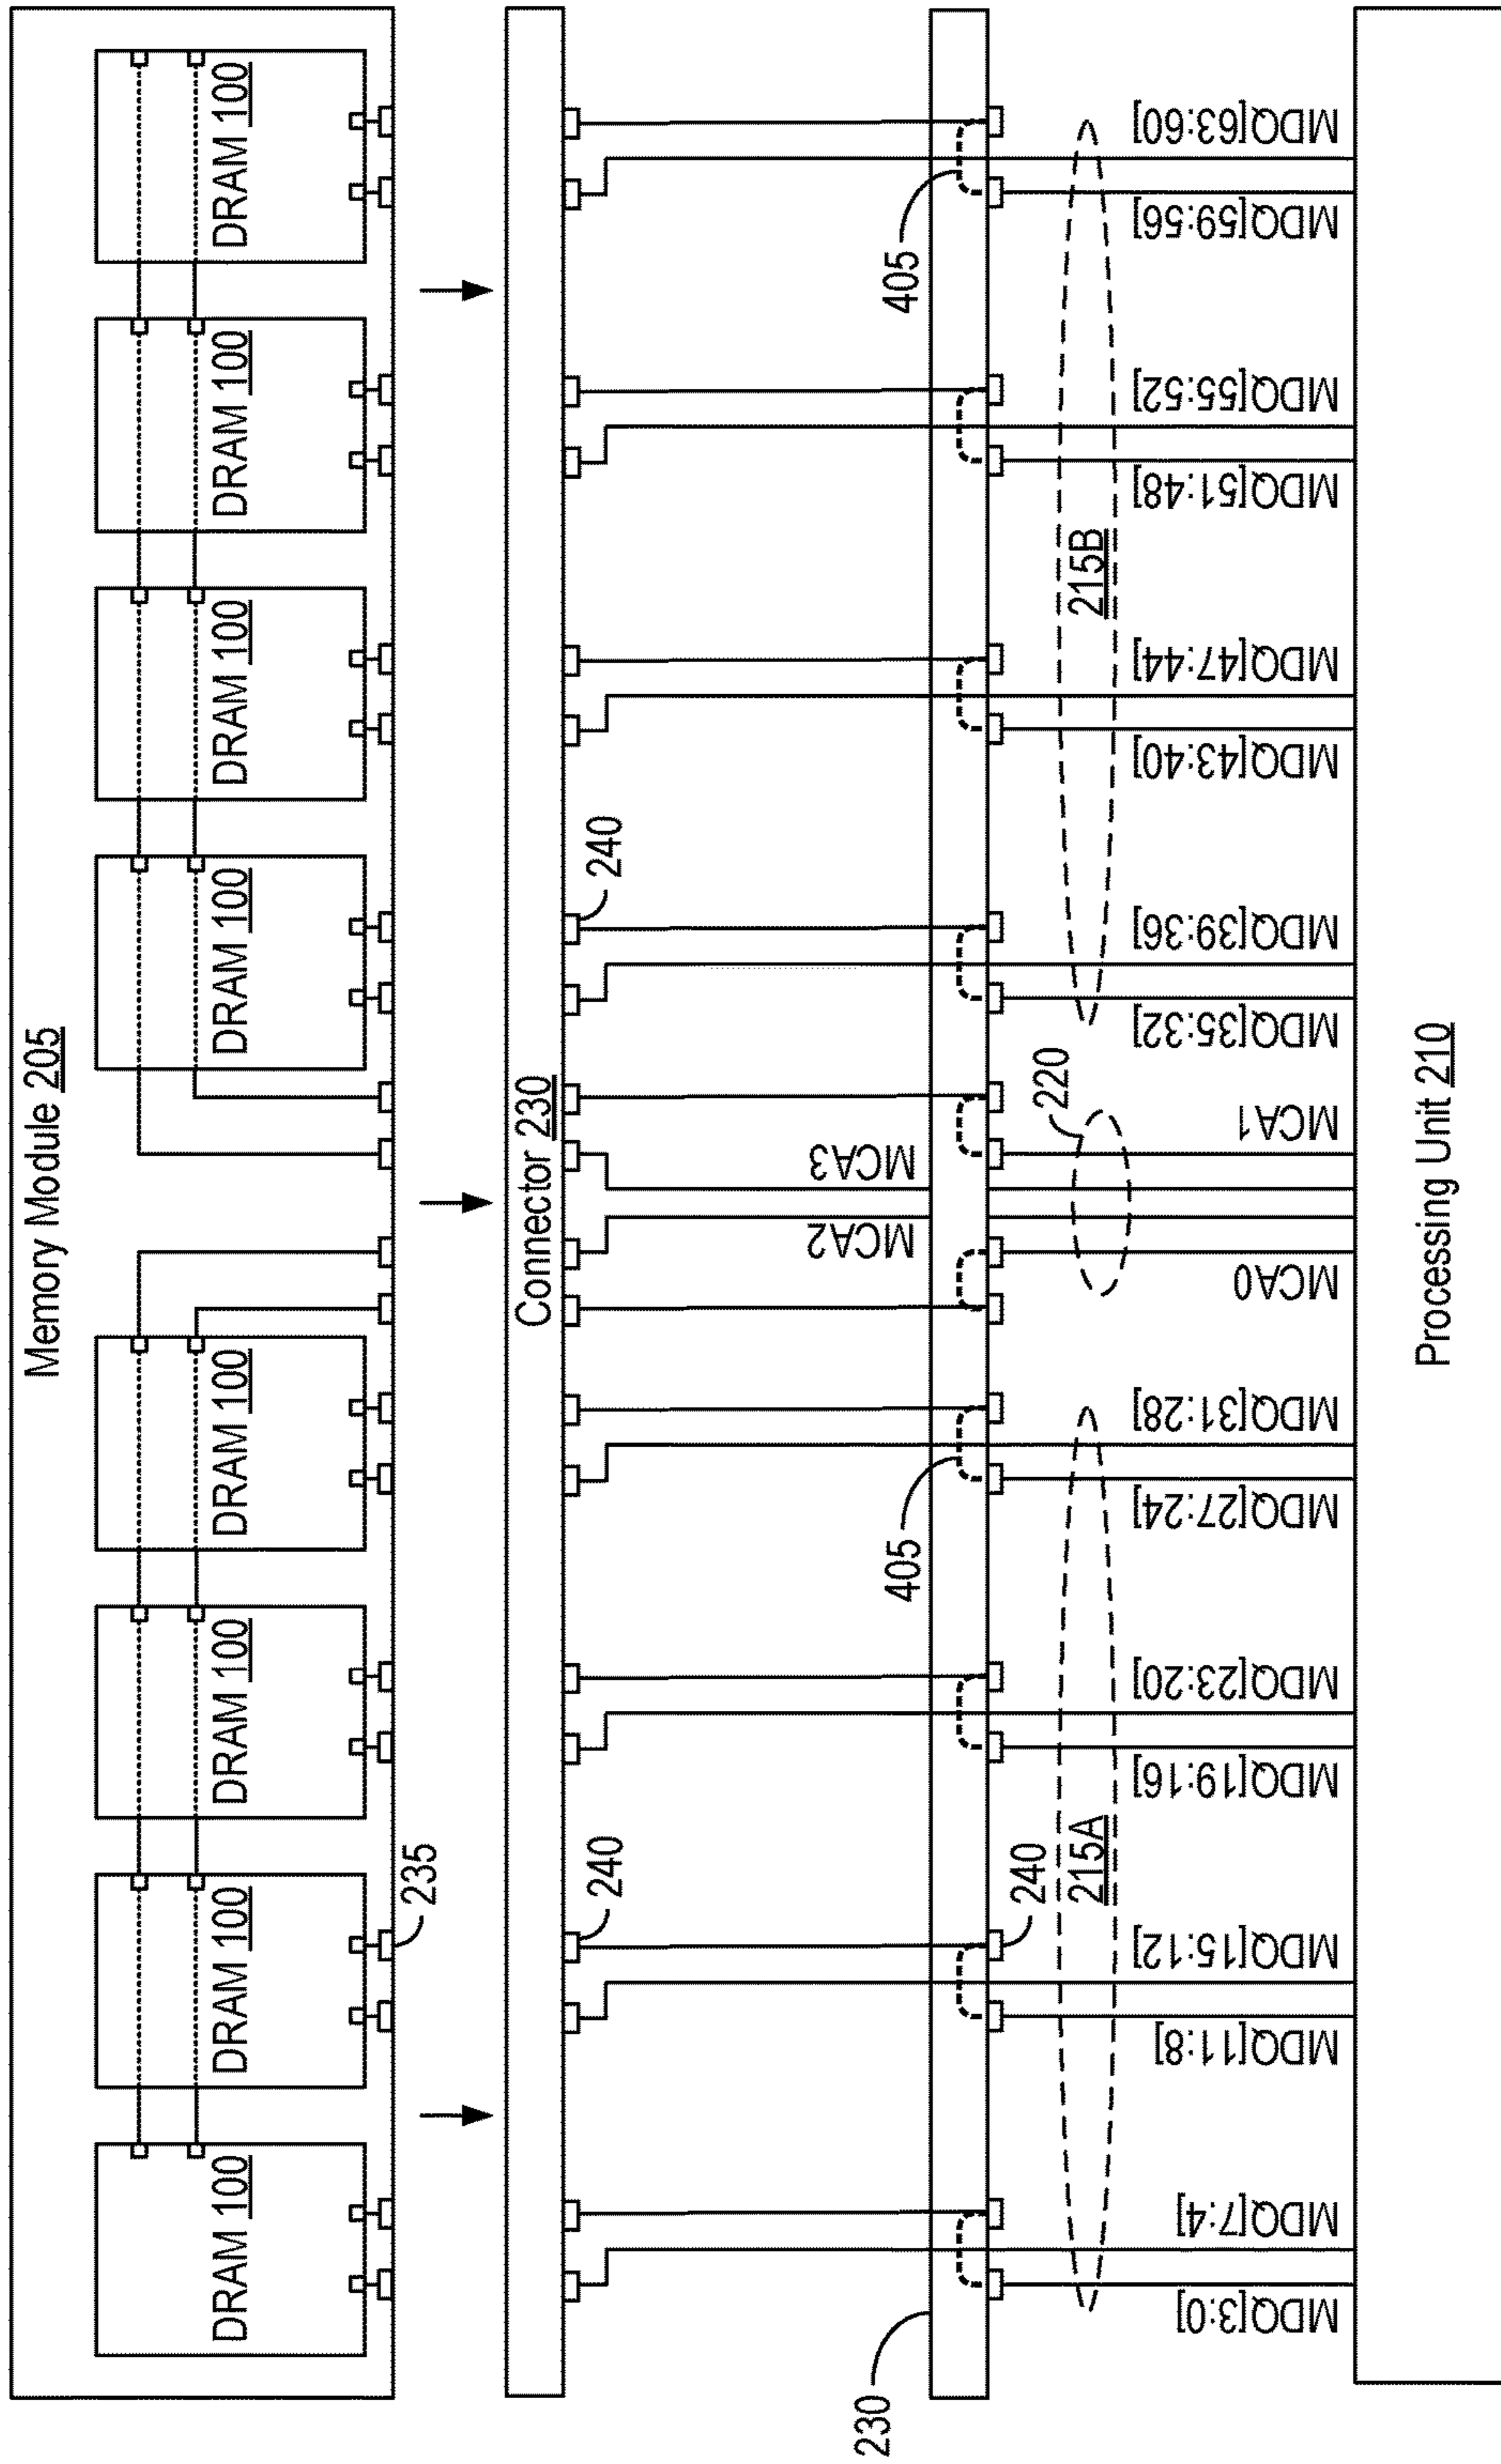 Memory Module 205
DRAM 100
DRAM 100
DRAM 100
DRAM 100
DRAM 100
DRAM 100
DRAM 100
DRAM 100
235
Connector 230
240
240
MCA2
MCA3
230
405
405
240
215A
220
215B
MDQ[3:0]
MDQ[7:4]
MDQ[11:8]
MDQ[15:12]
MDQ[19:16]
MDQ[23:20]
MDQ[27:24]
MDQ[31:28]
MCA0
MCA1
MDQ[35:32]
MDQ[39:36]
MDQ[43:40]
MDQ[47:44]
MDQ[51:48]
MDQ[55:52]
MDQ[59:56]
MDQ[63:60]
Processing Unit 210